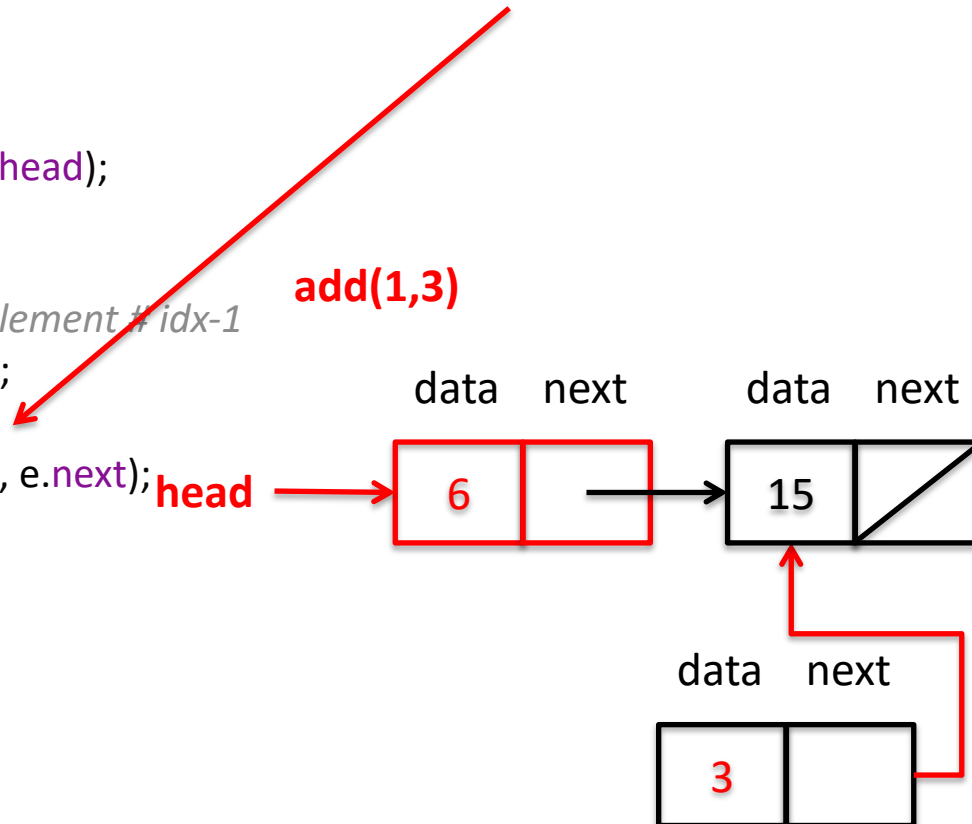 head);
add(1,3)
lement # idx-1
;
data next data next
, e.next);
head
6
15
data next
3